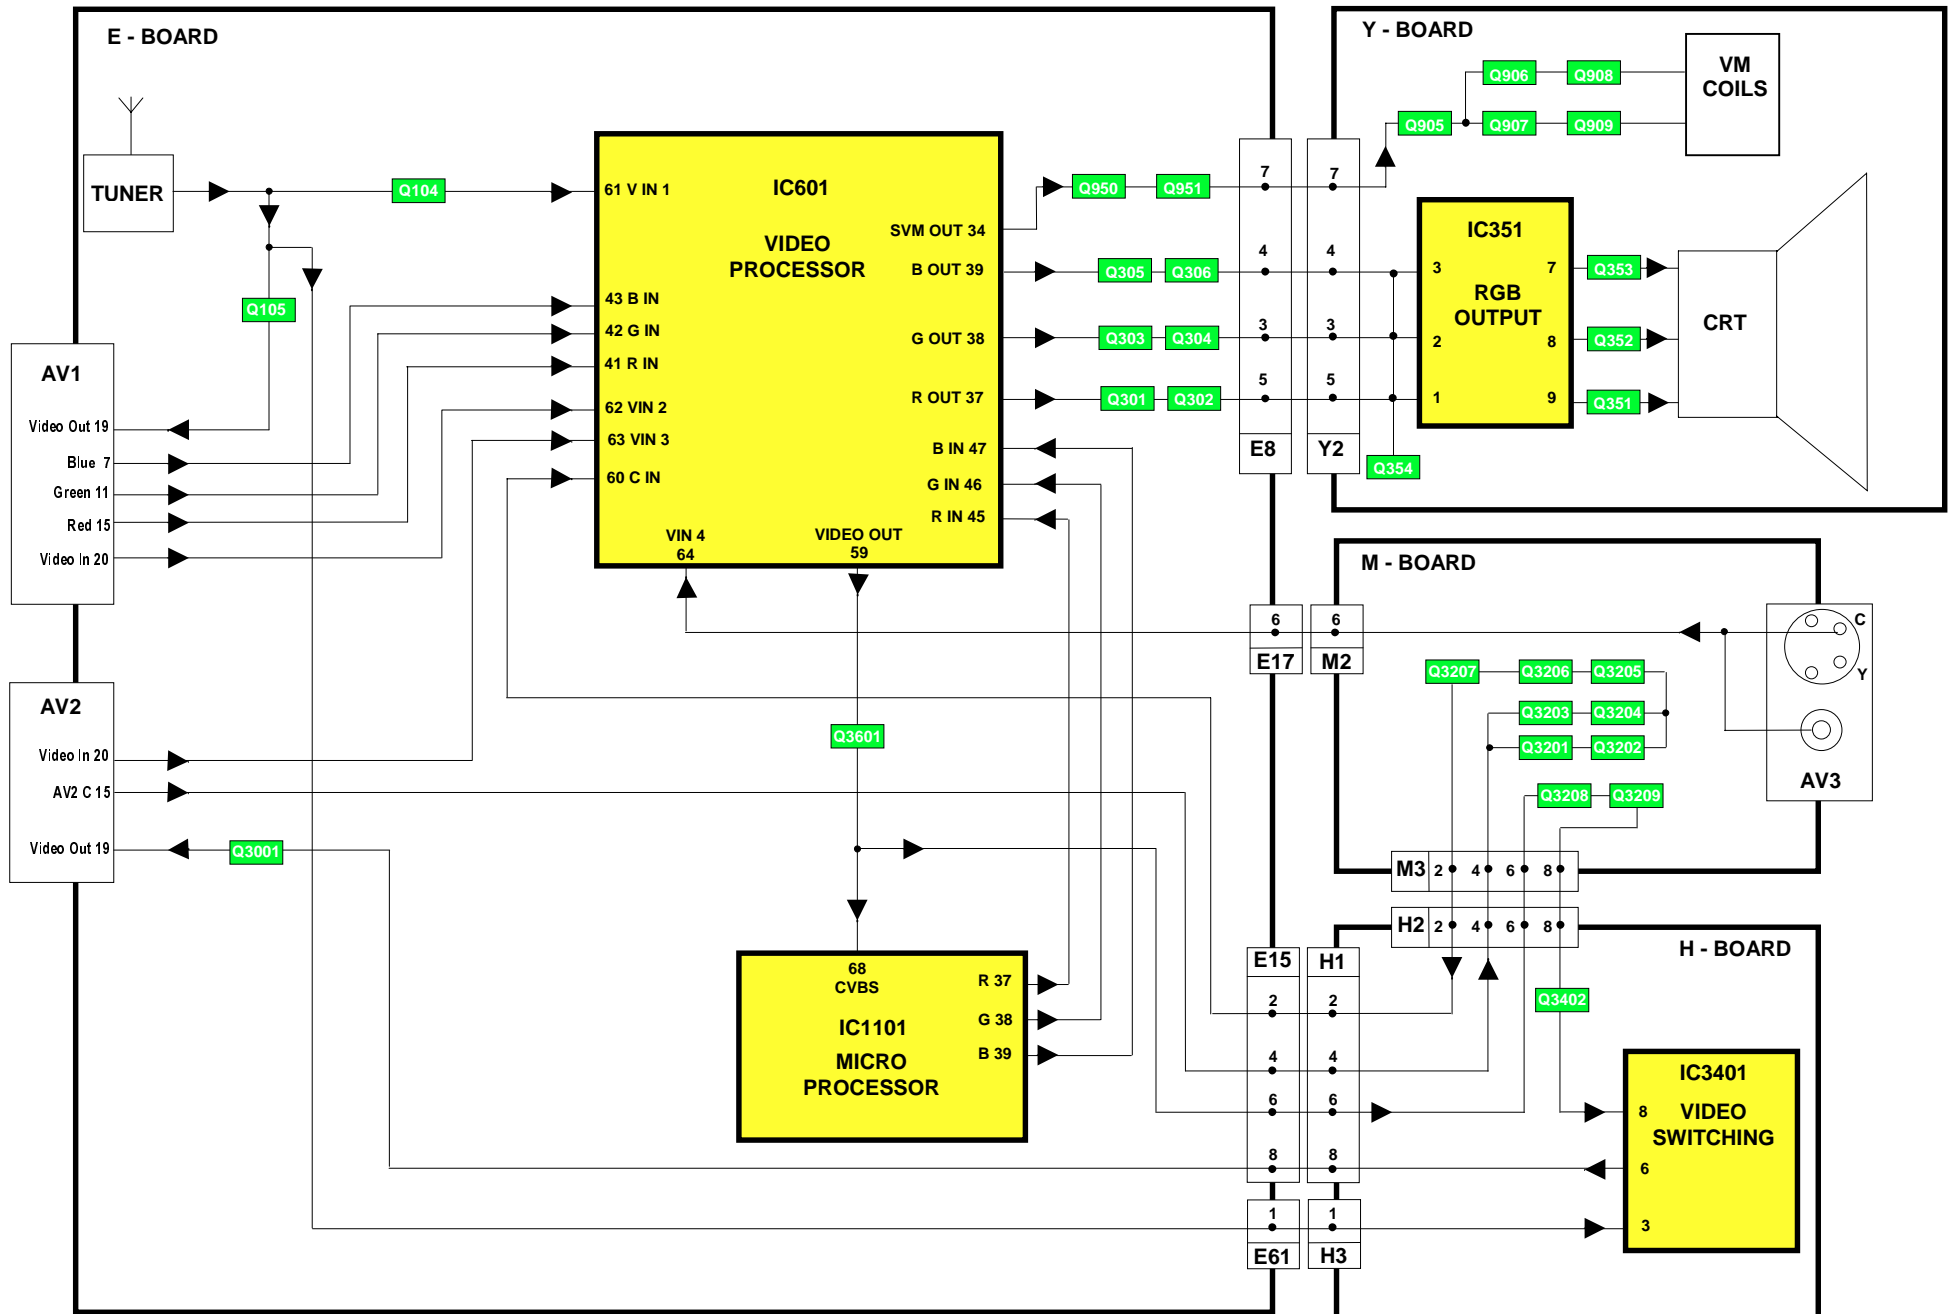 E - BOARD
TUNER
Q104
Q105
IC601
VIDEO
PROCESSOR
61 V IN 1
43 B IN
42 G IN
41 R IN
62 VIN 2
63 VIN 3
60 C IN
SVM OUT 34
B OUT 39
G OUT 38
R OUT 37
B IN 47
G IN 46
R IN 45
VIN 4
64
VIDEO OUT
59
AV1
Video Out 19
Blue 7
Green 11
Red 15
Video In 20
AV2
Video In 20
AV2 C 15
Video Out 19
Q3001
Q3601
68
CVBS
IC1101
MICRO
PROCESSOR
R 37
G 38
B 39
Q950
Q951
Q305
Q306
Q303
Q304
Q301
Q302
7
4
3
5
E8
7
4
3
5
Y2
Y - BOARD
Q905
Q906
Q908
Q907
Q909
VM
COILS
IC351
RGB
OUTPUT
3
2
1
7
8
9
Q353
Q352
Q351
Q354
CRT
M - BOARD
6
E17
6
M2
C
Y
AV3
Q3207
Q3206
Q3205
Q3203
Q3204
Q3201
Q3202
Q3208
Q3209
M3 2 4 6 8
H2 2 4 6 8
H - BOARD
E15
2
4
6
8
1
E61
H1
2
4
6
8
1
H3
Q3402
IC3401
VIDEO
SWITCHING
8
6
3